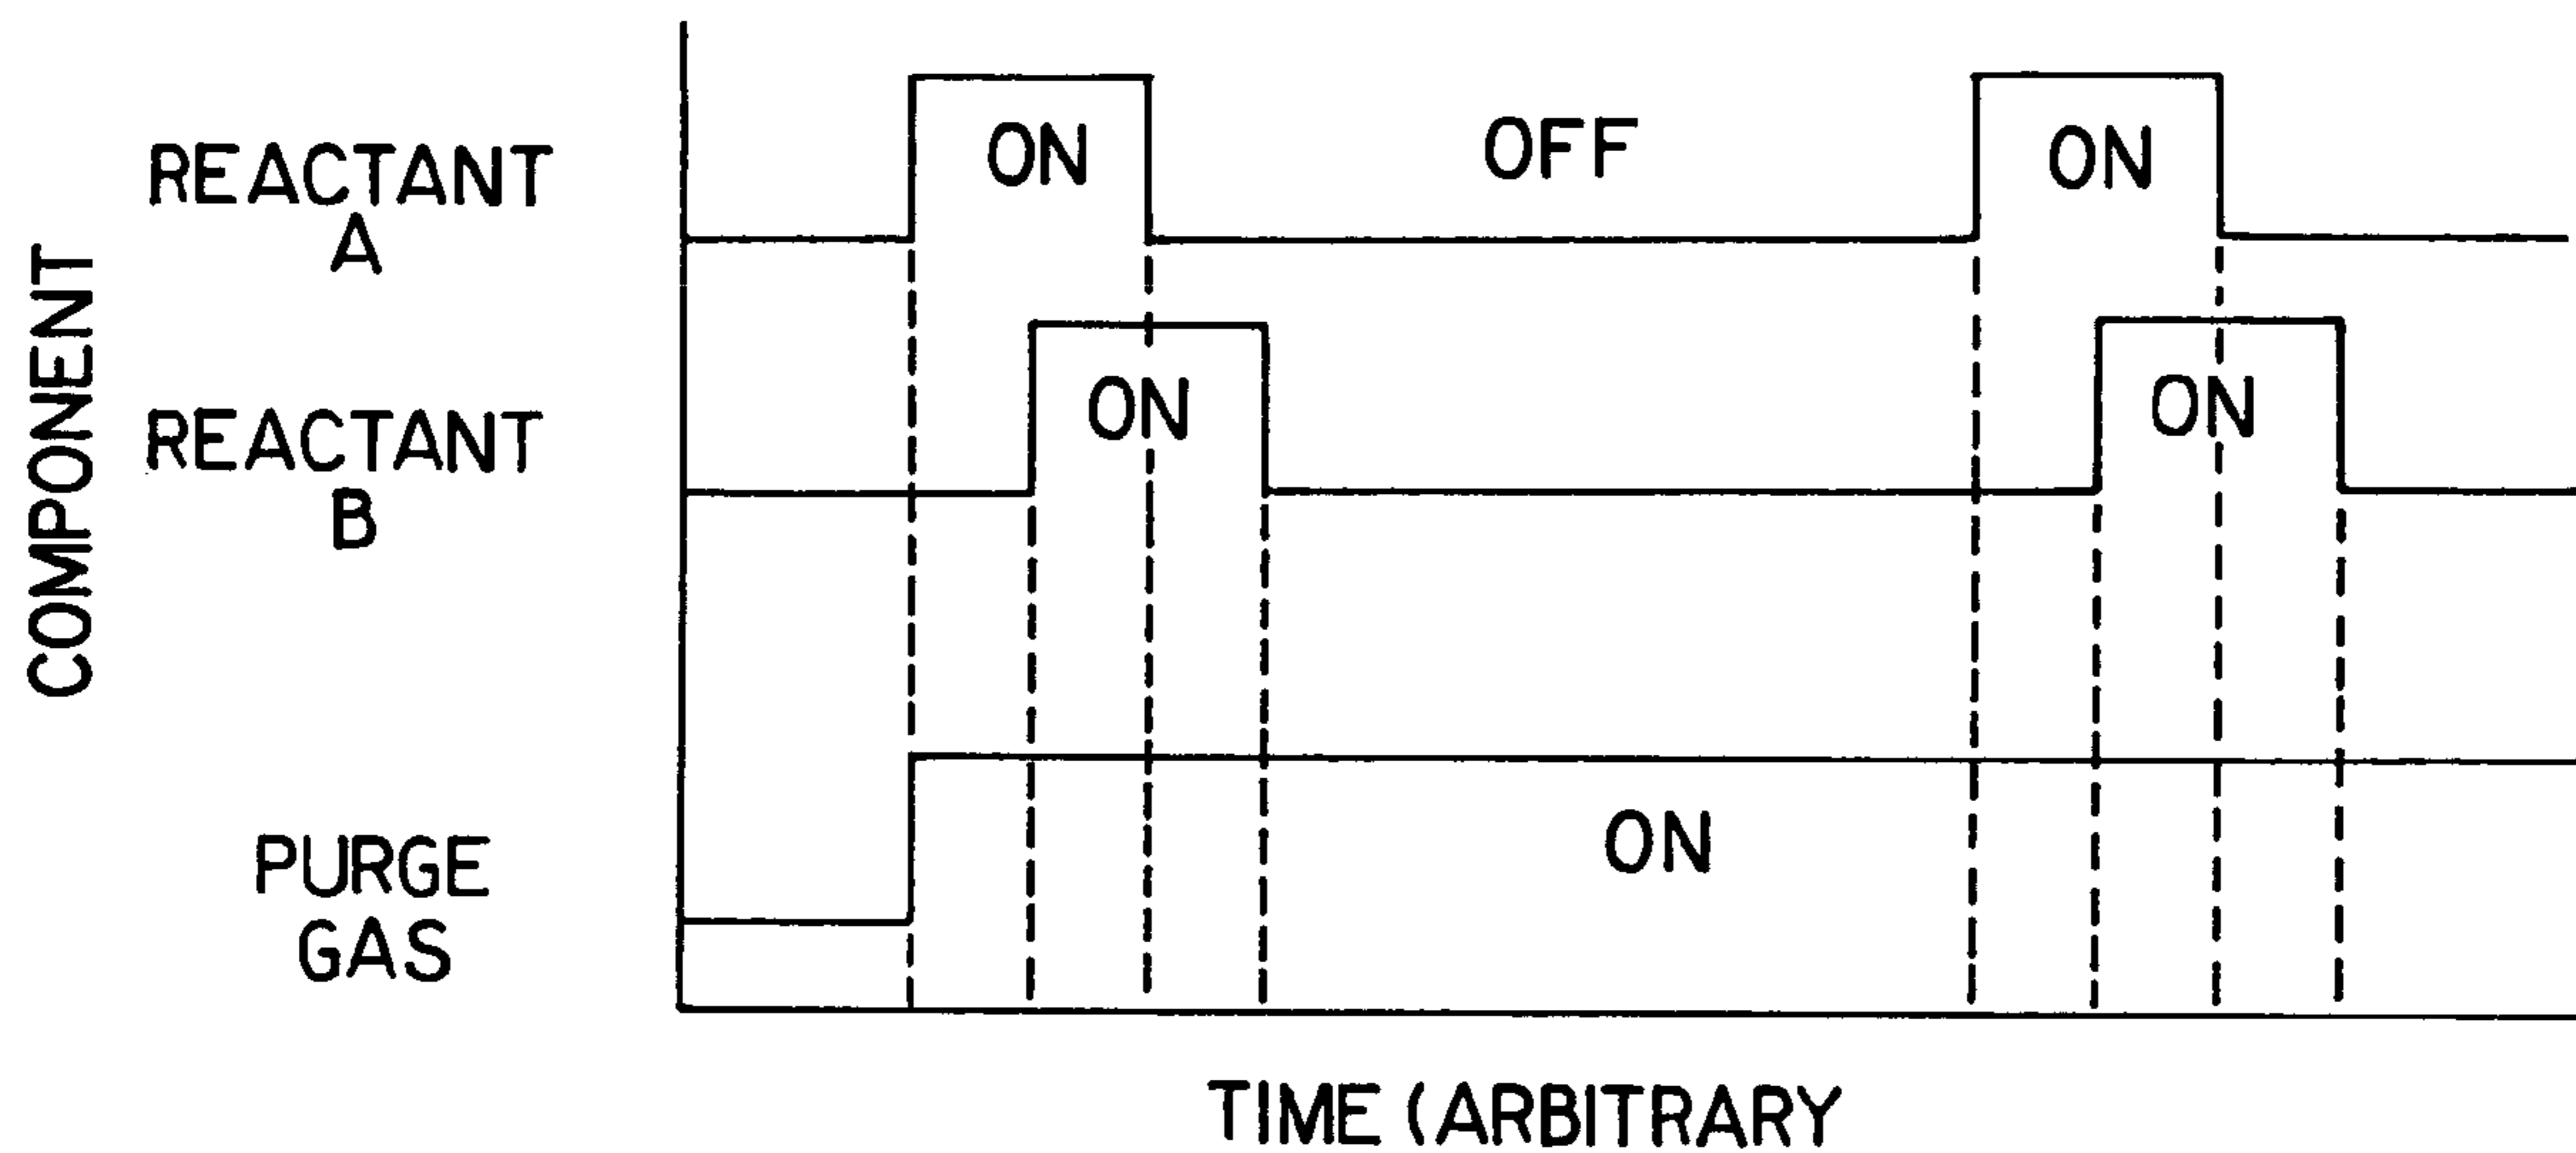 COMPONENT
REACTANT
A
ON
OFF
ON
REACTANT
B
ON
ON
PURGE
GAS
ON
TIME (ARBITRARY